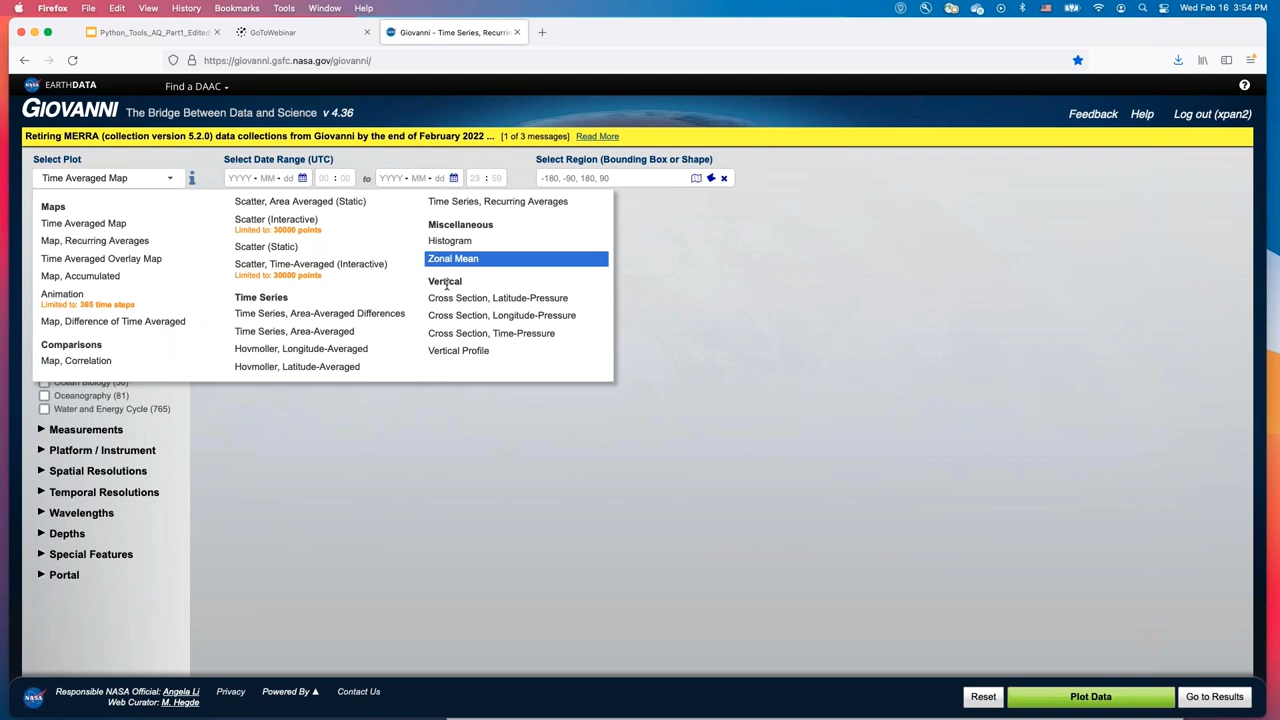 Firefox File Edit View History Bookmarks Tools Window Help Wed Feb 16 3:54 PM
Python_Tools_AQ_Part1_Edited. GoToWebinar Giovanni - Time Series, Recurrin
https://giovanni.gsfc.nasa.gov/giovanni/
EARTHDATA Find a DAAC
GIOVANNI The Bridge Between Data and Science v 4.36 Feedback Help Log out (xpan2)
Retiring MERRA (collection version 5.2.0) data collections from Giovanni by the end of February 2022 ... [1 of 3 messages] Read More
Select Plot Select Date Range (UTC) Select Region (Bounding Box or Shape)
Time Averaged Map YYYY - MM - dd 00 : 00 to YYYY - MM - dd 23 : 59 -180, -90, 180, 90
Maps
Time Averaged Map
Map, Recurring Averages
Time Averaged Overlay Map
Map, Accumulated
Animation
Limited to: 365 time steps
Map, Difference of Time Averaged
Comparisons
Map, Correlation
Scatter, Area Averaged (Static)
Scatter (Interactive)
Limited to: 30000 points
Scatter (Static)
Scatter, Time-Averaged (Interactive)
Limited to: 30000 points
Time Series
Time Series, Area-Averaged Differences
Time Series, Area-Averaged
Hovmoller, Longitude-Averaged
Hovmoller, Latitude-Averaged
Time Series, Recurring Averages
Miscellaneous
Histogram
Zonal Mean
Vertical
Cross Section, Latitude-Pressure
Cross Section, Longitude-Pressure
Cross Section, Time-Pressure
Vertical Profile
Ocean Biology (56)
Oceanography (81)
Water and Energy Cycle (765)
Measurements
Platform / Instrument
Spatial Resolutions
Temporal Resolutions
Wavelengths
Depths
Special Features
Portal
Responsible NASA Official: Angela Li Privacy Powered By Contact Us
Web Curator: M. Hegde
Reset Plot Data Go to Results